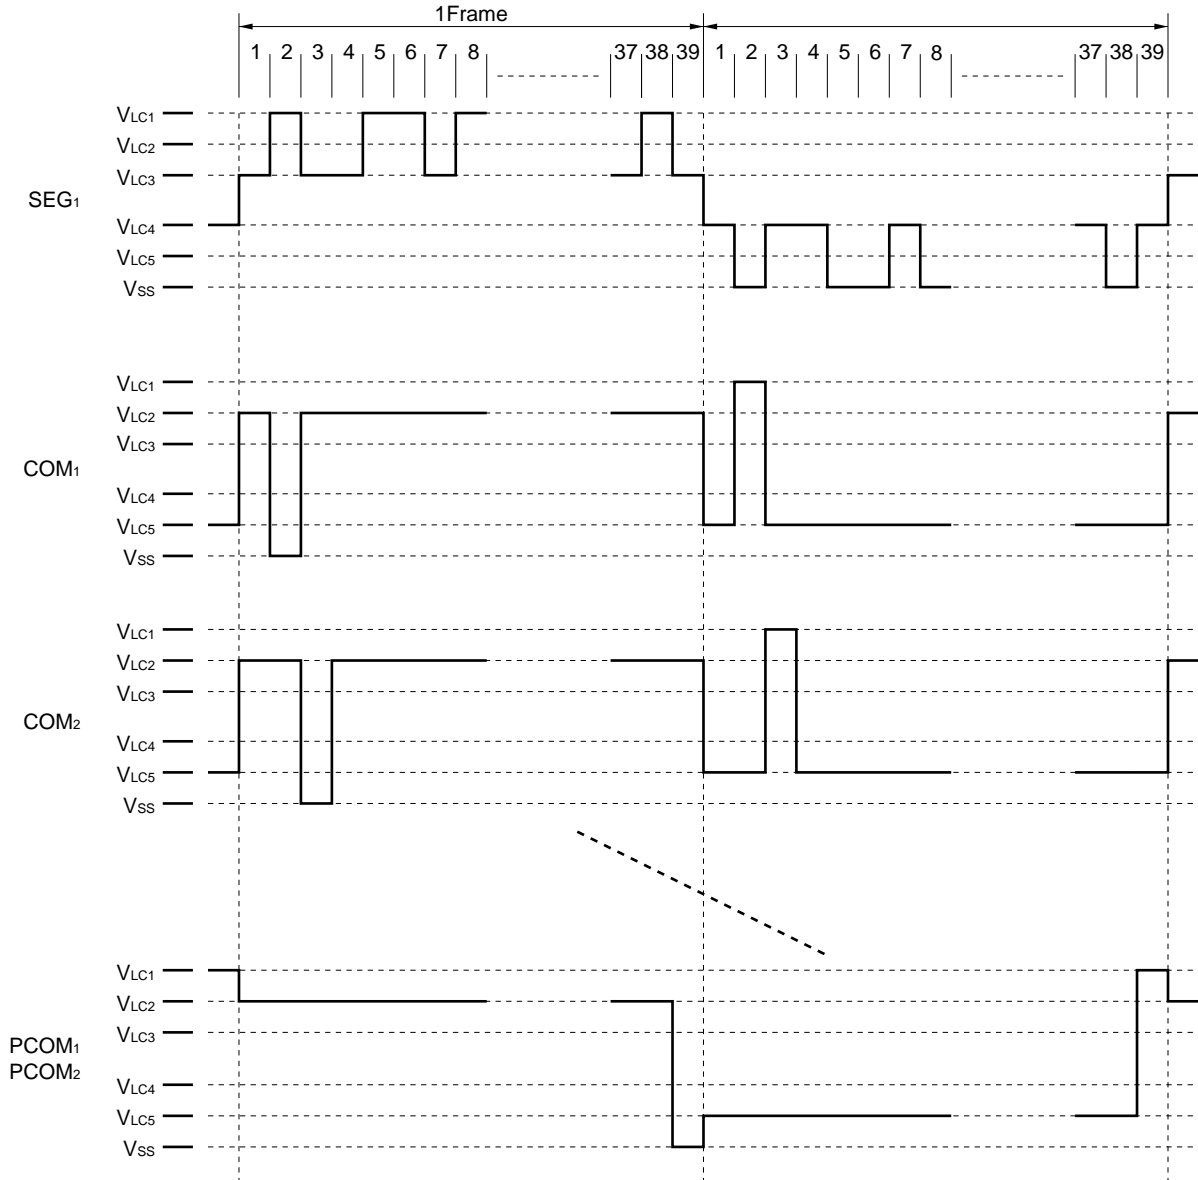 1Frame
1 2 3 4 5 6 7 8 37 38 39 1 2 3 4 5 6 7 8 37 38 39
SEG1
VLC1
VLC2
VLC3
VLC4
VLC5
VSS
COM1
VLC1
VLC2
VLC3
VLC4
VLC5
VSS
COM2
VLC1
VLC2
VLC3
VLC4
VLC5
VSS
PCOM1
PCOM2
VLC1
VLC2
VLC3
VLC4
VLC5
VSS